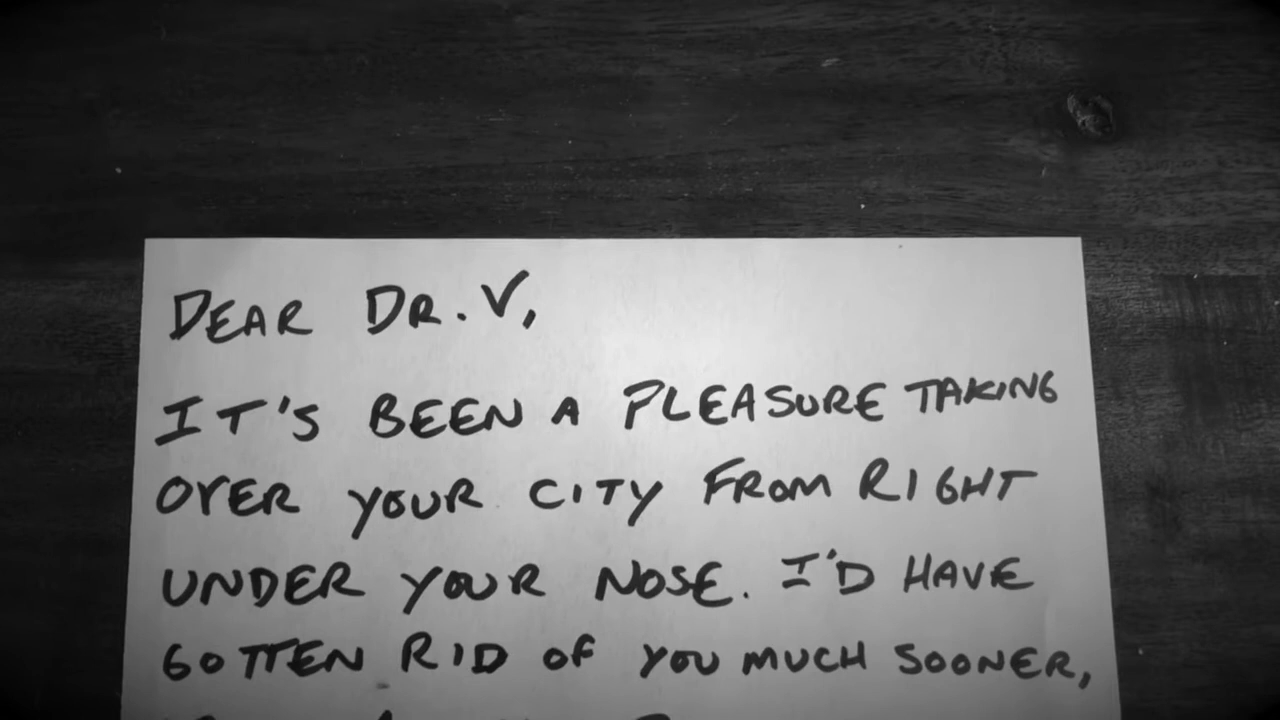 DEAR DR. V,
IT'S BEEN A PLEASURE TAKING
OVER YOUR CITY FROM RIGHT
UNDER YOUR NOSE. I'D HAVE
GOTTEN RID OF YOU MUCH SOONER,